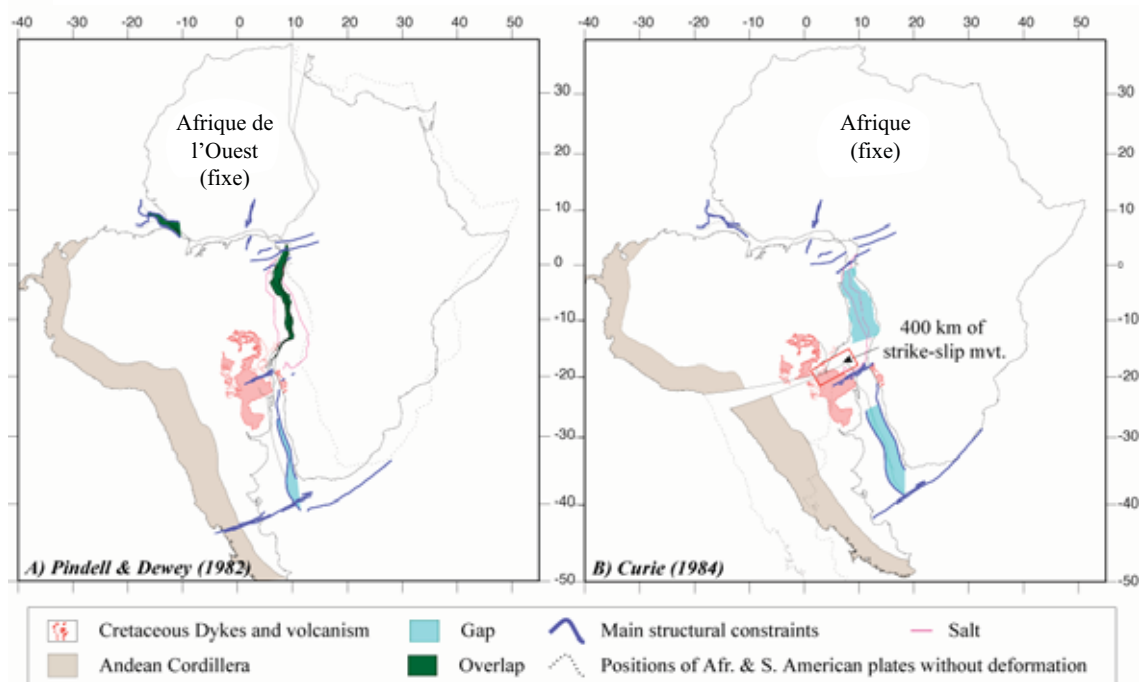 -40 -30 -20 -10 0 10 20 30 40 50
-40 -30 -20 -10 0 10 20 30 40 50
Afrique de
l'Ouest
(fixe)
Afrique
(fixe)
30
20
10
0
-10
-20
-30
-40
30
20
10
0
-10
-20
-30
-40
-50
400 km of
strike-slip mvt.
A) Pindell & Dewey (1982)
B) Curie (1984)
Cretaceous Dykes and volcanism
Gap
Main structural constraints
Salt
Andean Cordillera
Overlap
Positions of Afr. & S. American plates without deformation